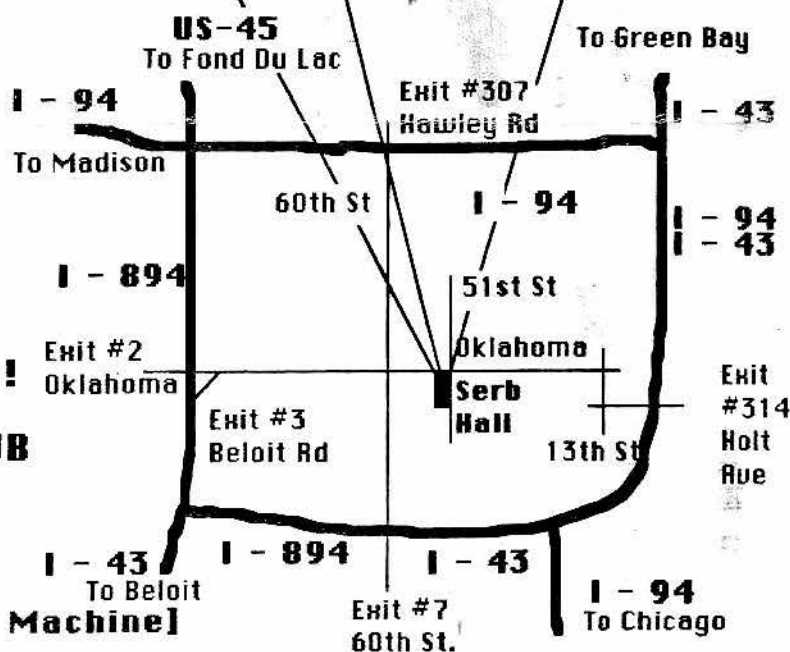 US-45
To Fond Du Lac
To Green Bay
I - 94
To Madison
Exit #307
Hawley Rd
I - 43
60th St
I - 94
I - 94
I - 43
I - 894
51st St
! Exit #2
Oklahoma
Oklahoma
Serb
Hall
Exit
#314
Holt
Ave
Exit #3
Beloit Rd
13th St
I - 43
To Beloit
I - 894
I - 43
I - 94
To Chicago
Machine]
Exit #7
60th St.